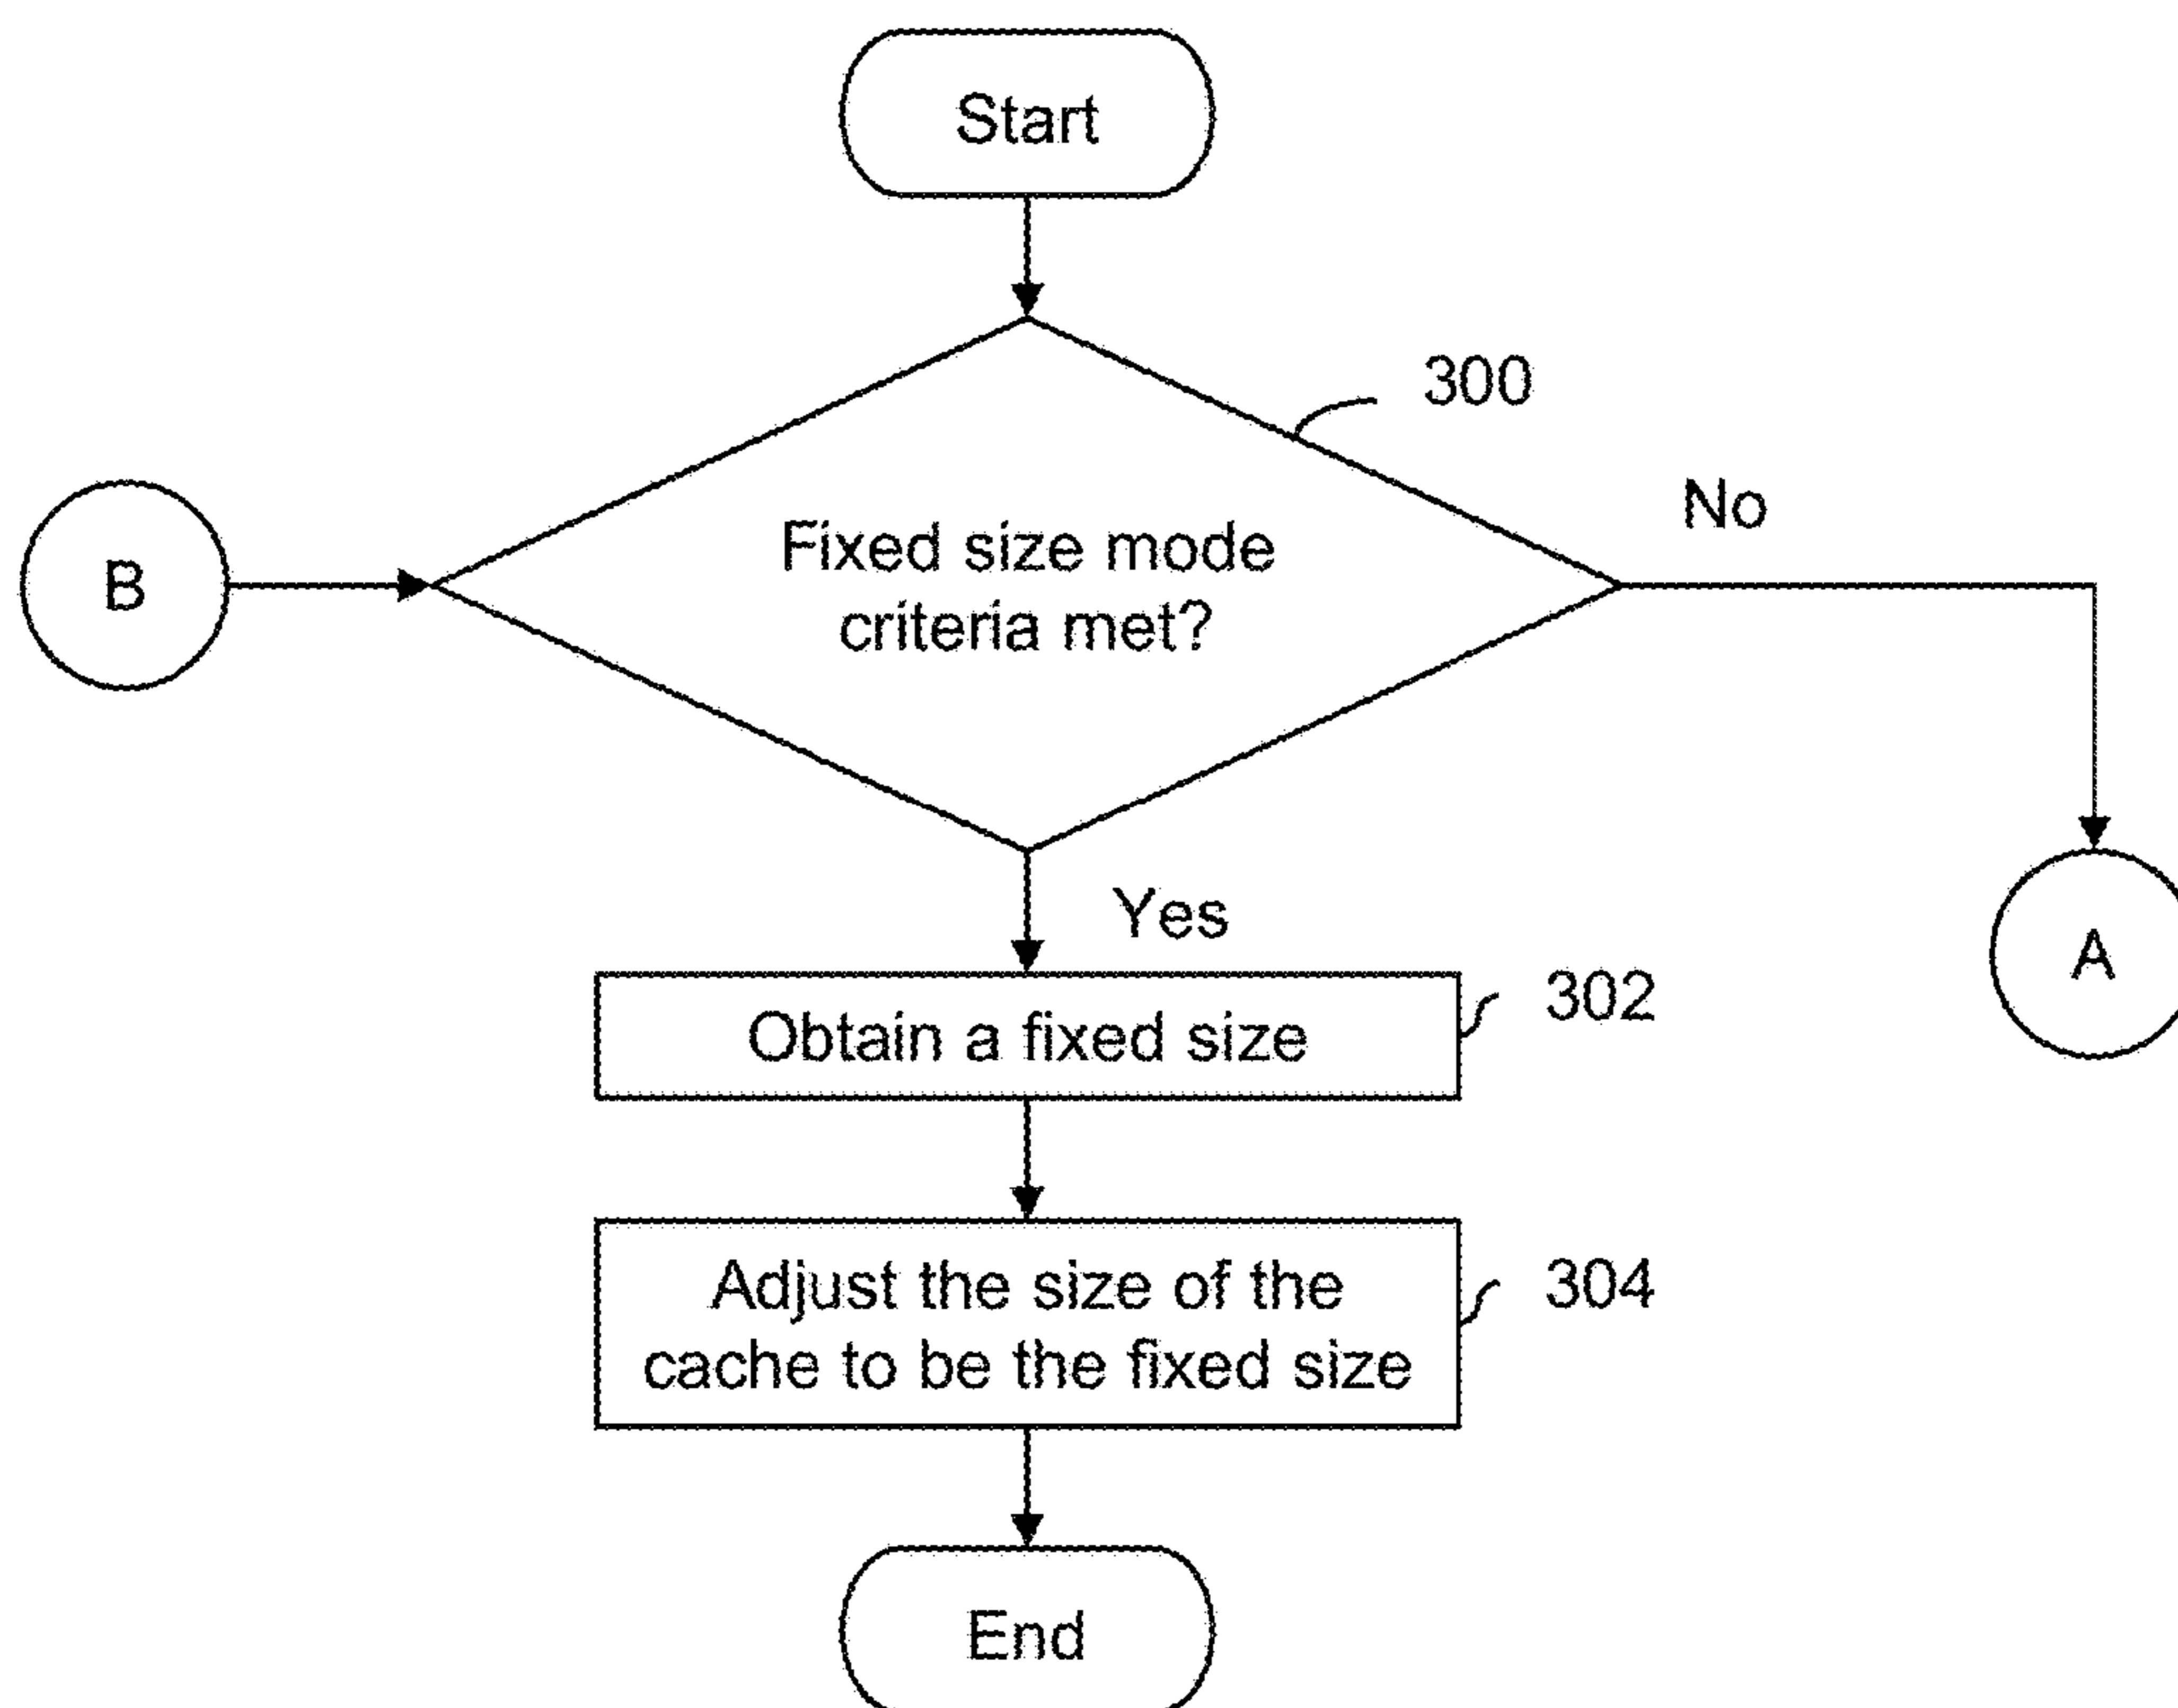 Start
300
No
B
Fixed size mode
criteria met?
Yes
A
302
Obtain a fixed size
304
Adjust the size of the
cache to be the fixed size
End